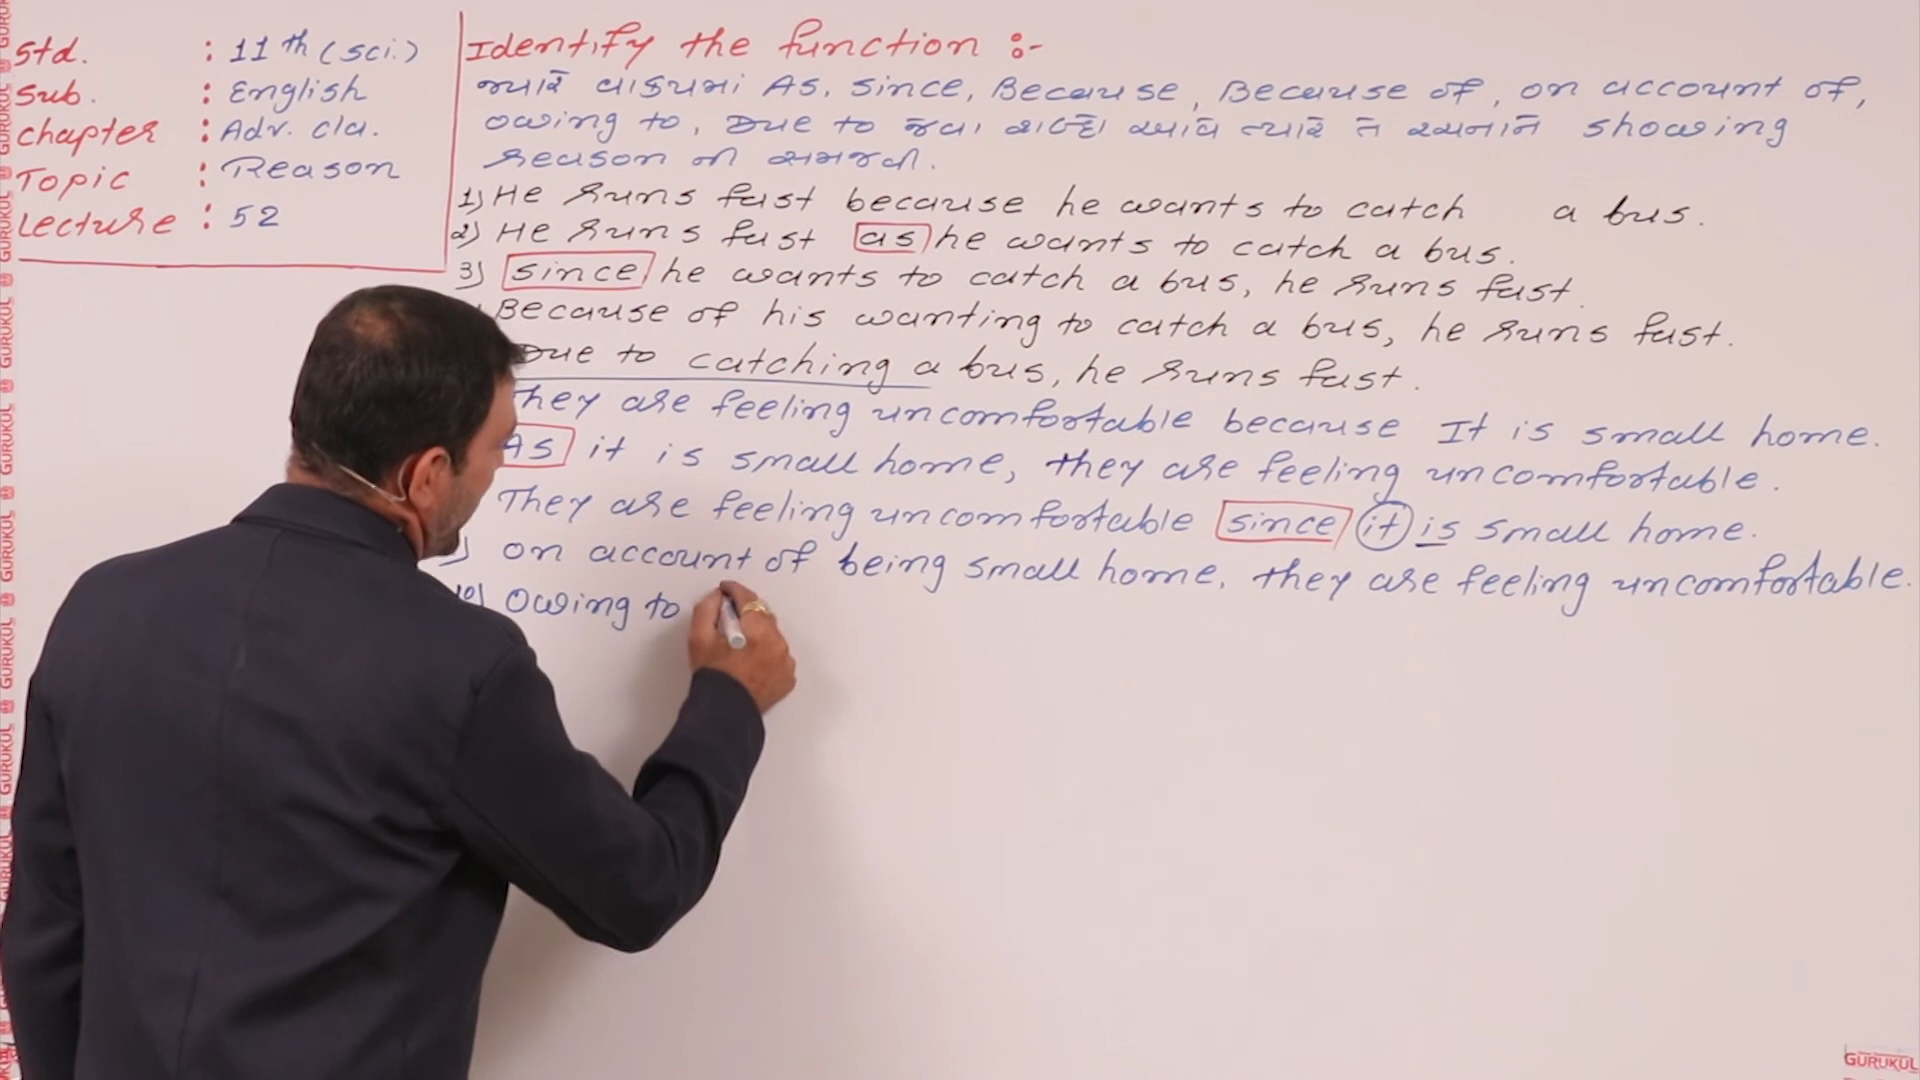 Std. : 11th (sci.)
Sub. : English
chapter : Adv. cla.
Topic : Reason
Lecture : 52
Identify the function :-
જ્યારે વાક્યમાં As, Since, Because, Because of, on account of,
owing to, Due to જેવા શબ્દો આવે ત્યારે તે રચનાને showing
reason ની સમજવી.
1) He runs fast because he wants to catch a bus.
2) He runs fast as he wants to catch a bus.
3) since he wants to catch a bus, he runs fast.
Because of his wanting to catch a bus, he runs fast.
Due to catching a bus, he runs fast.
They are feeling uncomfortable because It is small home.
As it is small home, they are feeling uncomfortable.
They are feeling uncomfortable since it is small home.
on account of being small home, they are feeling uncomfortable.
10) Owing to
GURUKUL